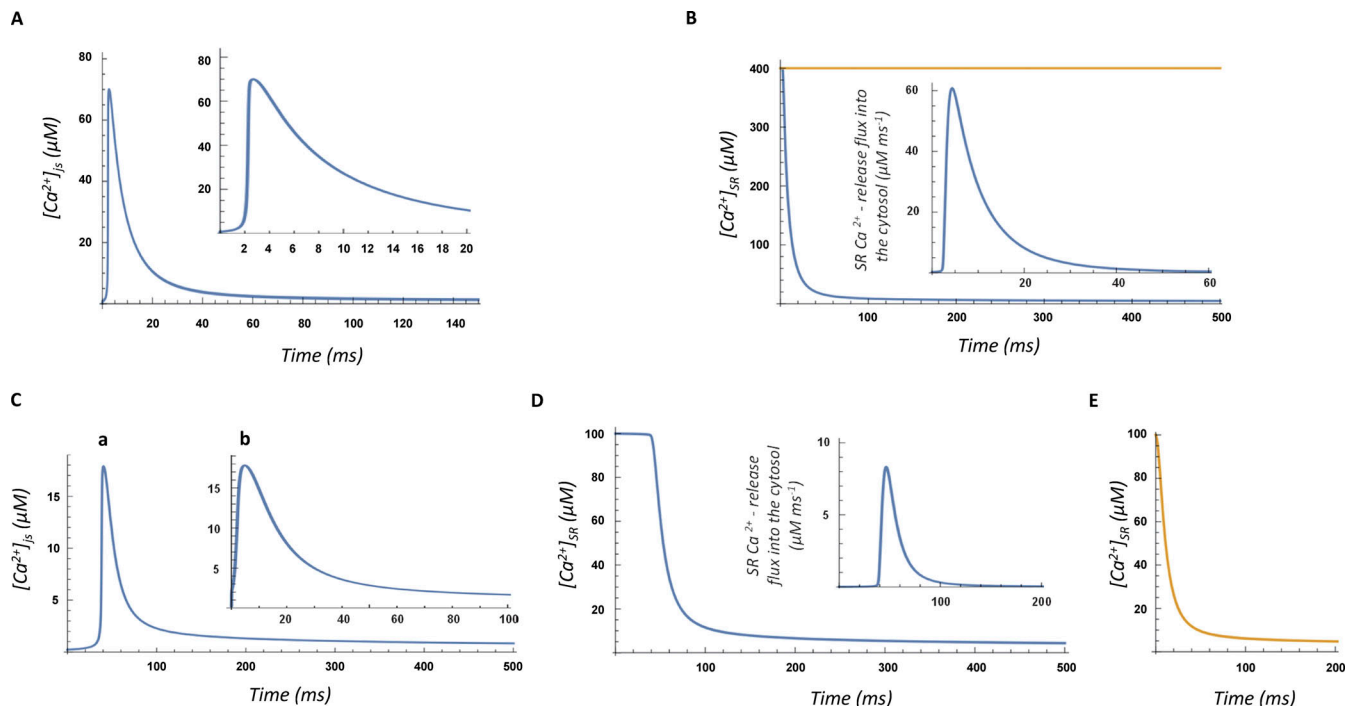 A
[Ca²⁺]js (μM)
80
60
40
20
20 40 60 80 100 120 140
Time (ms)
80
60
40
20
2 4 6 8 10 12 14 16 18 20
B
[Ca²⁺]SR (μM)
400
300
200
100
100 200 300 400 500
Time (ms)
SR Ca ²⁺ - release flux into
the cytosol (μM ms⁻¹)
60
40
20
20 40 60
C
a
b
[Ca²⁺]js (μM)
15
10
5
100 200 300 400 500
Time (ms)
15
10
5
20 40 60 80 100
D
[Ca²⁺]SR (μM)
100
80
60
40
20
100 200 300 400 500
Time (ms)
SR Ca ²⁺ - release
flux into the cytosol
(μM ms⁻¹)
10
5
100 200
E
[Ca²⁺]SR (μM)
100
80
60
40
20
100 200
Time (ms)